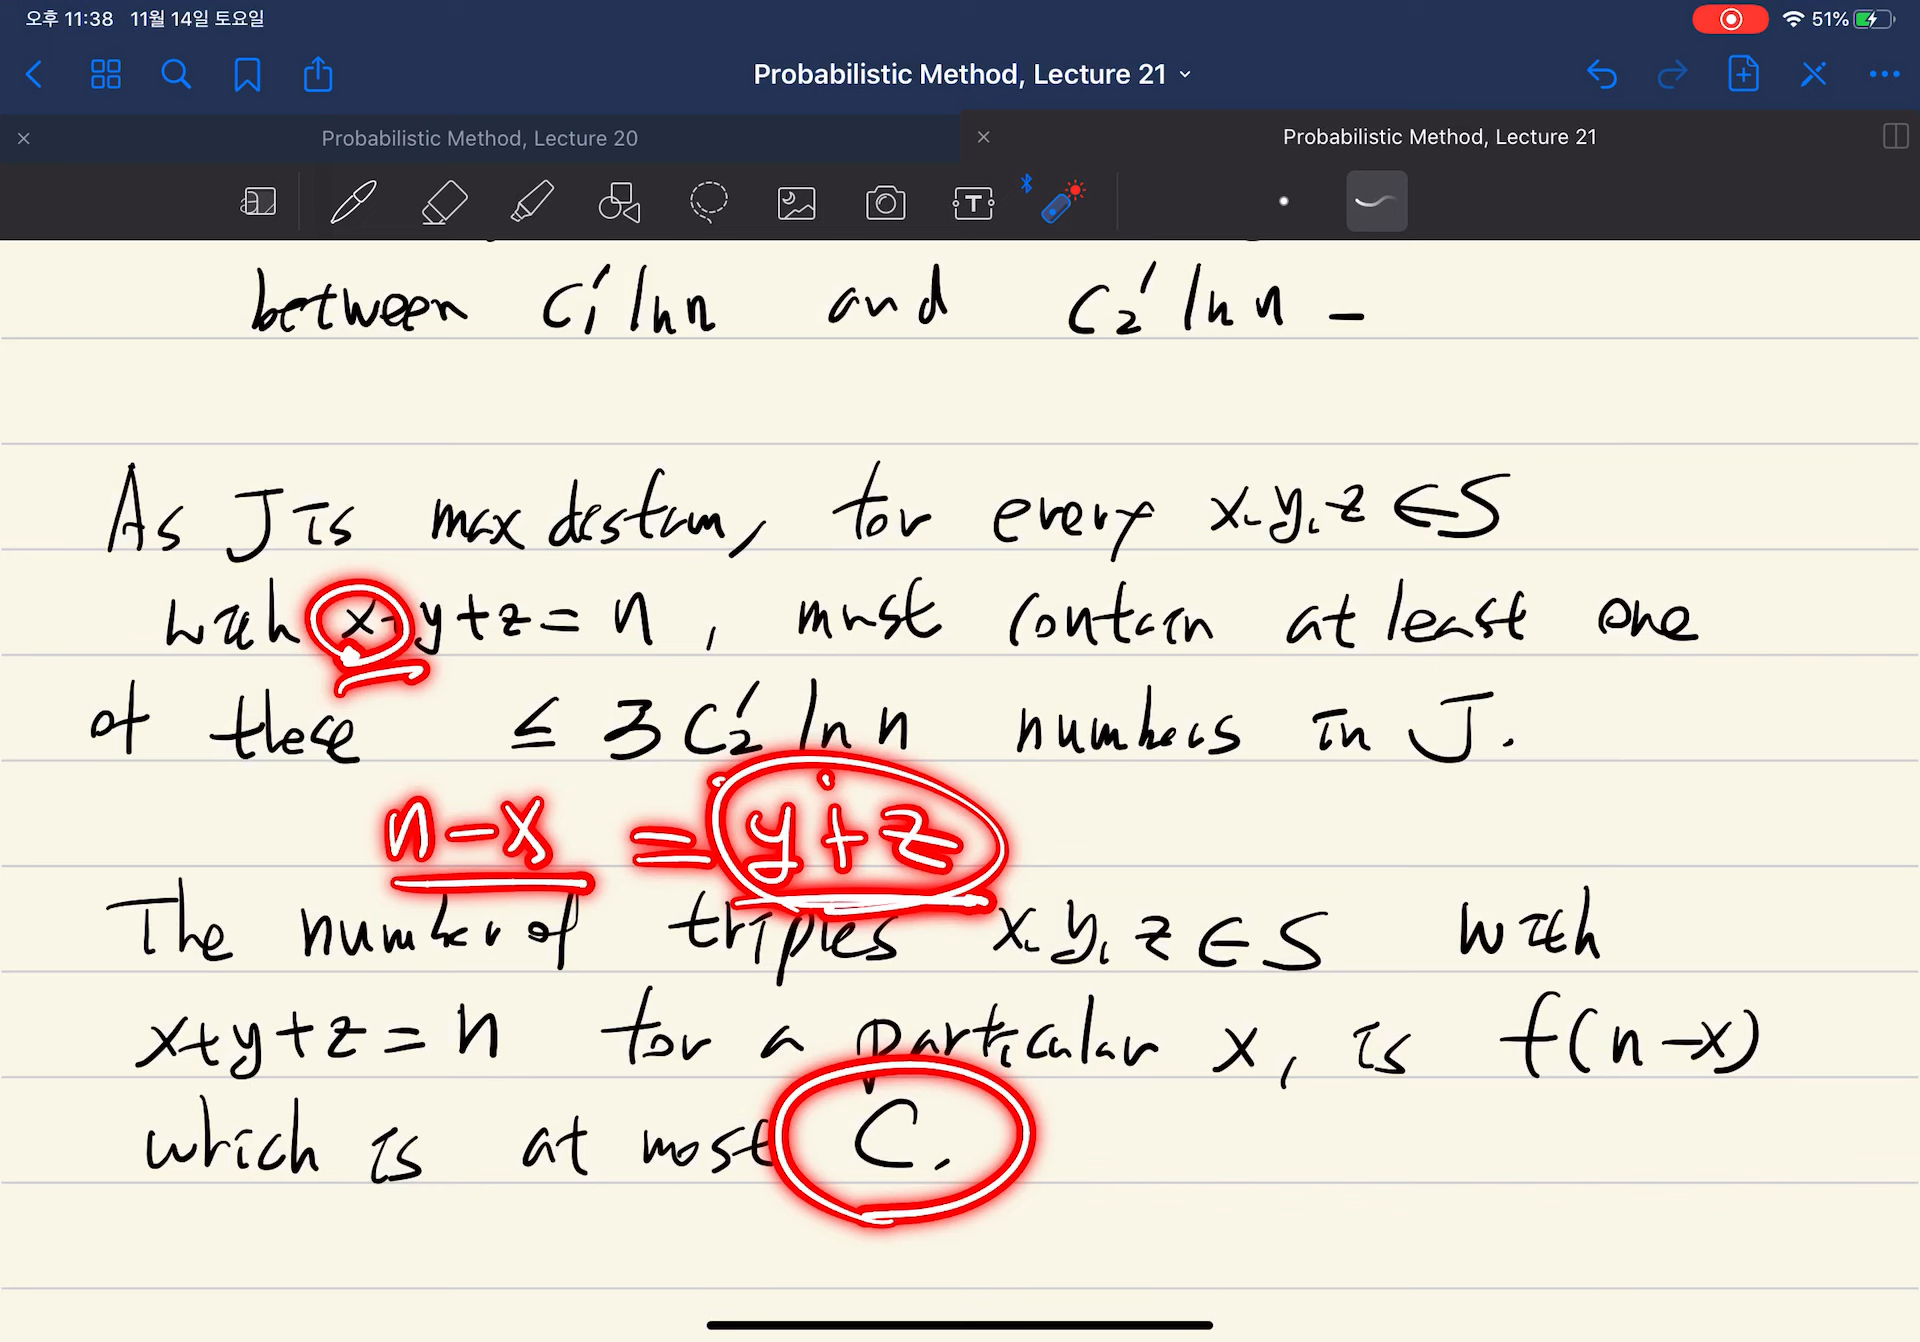 오후 11:38 11월 14일 토요일
51%
Probabilistic Method, Lecture 21
Probabilistic Method, Lecture 20
Probabilistic Method, Lecture 21
between C₁' ln n and C₂' ln n
As J is max disfam, for every x, y, z ∈ S
with x+y+z = n, must contain at least one
of these ≤ 3 C₂' ln n numbers in J.
n-x = y+z
The number of triples x, y, z ∈ S with
x+y+z = n for a particular x, is f(n-x)
which is at most C.